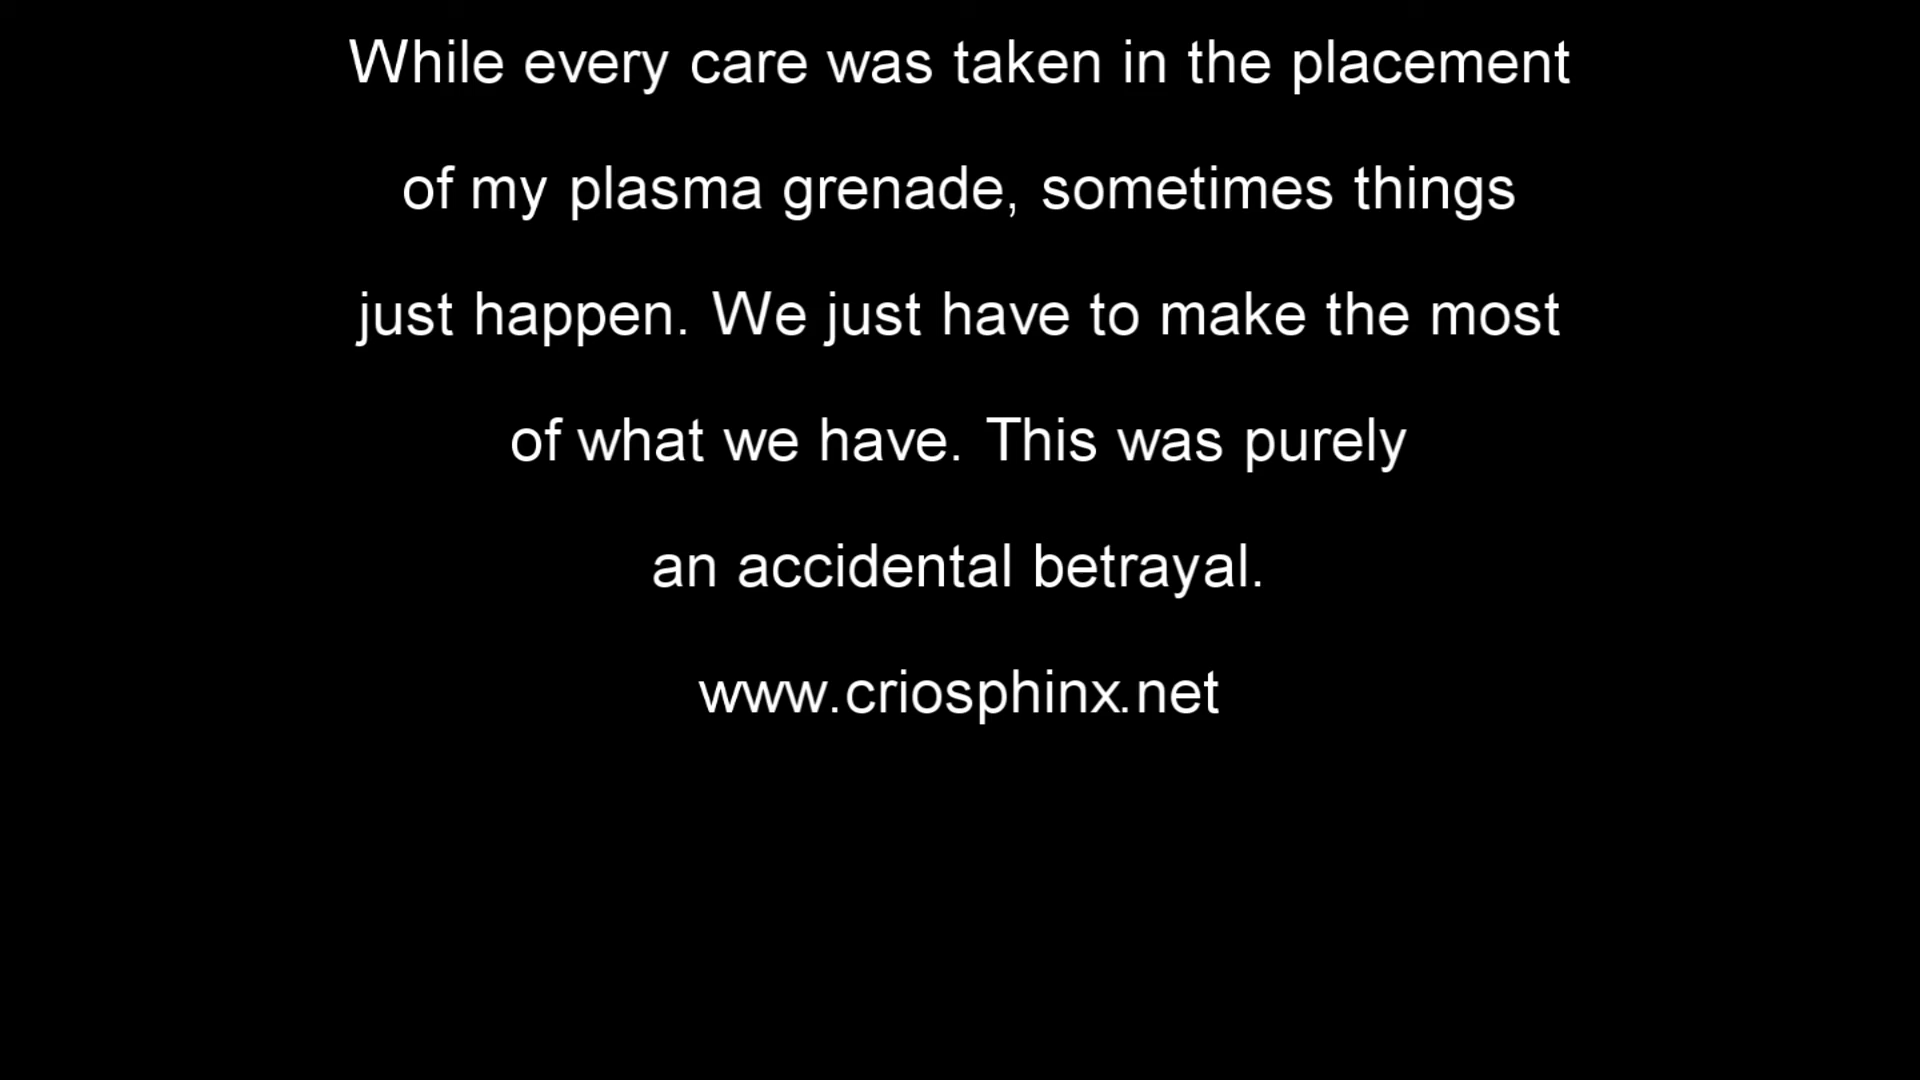 While every care was taken in the placement
of my plasma grenade, sometimes things
just happen. We just have to make the most
of what we have. This was purely
an accidental betrayal.
www.criosphinx.net